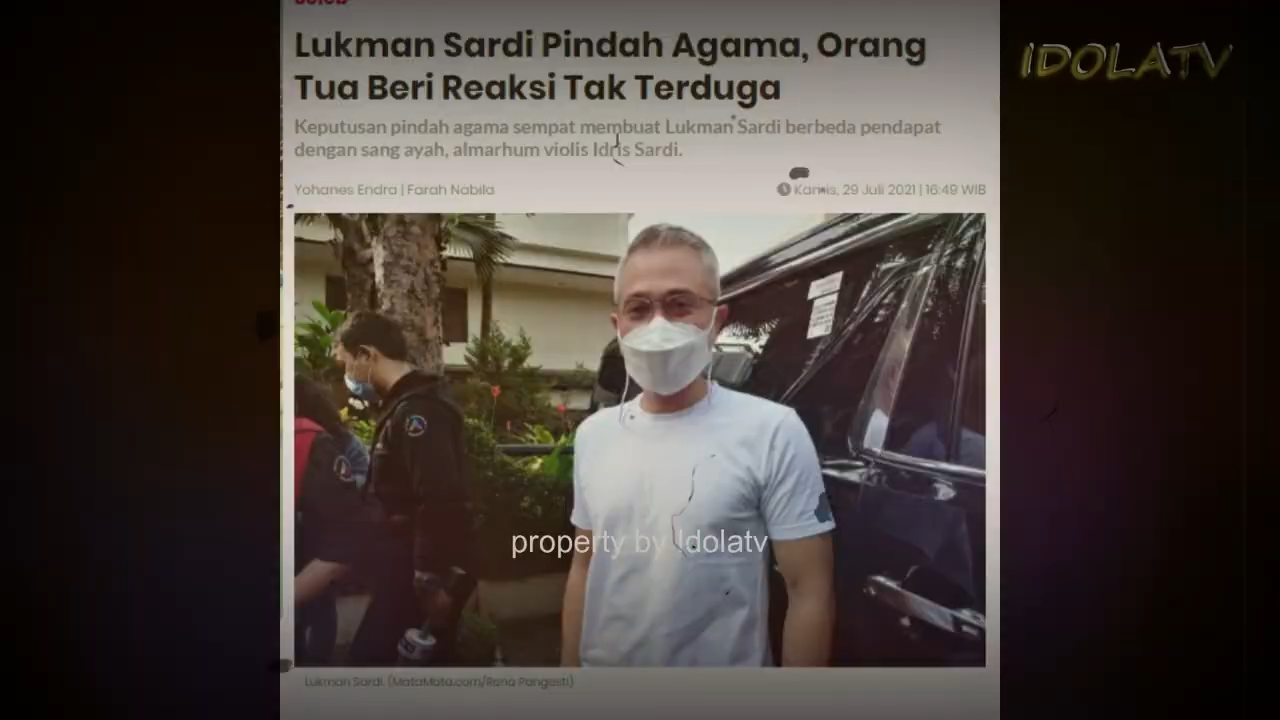 Lukman Sardi Pindah Agama, Orang
Tua Beri Reaksi Tak Terduga
Keputusan pindah agama sempat membuat Lukman Sardi berbeda pendapat
dengan sang ayah, almarhum violis Idris Sardi.
Yohanes Endra | Farah Nabila
Kamis, 29 Juli 2021 | 16:49 WIB
IDOLATV
property by Idolatv
Lukman Sardi. (MataMata.com/Rena Pangesti)